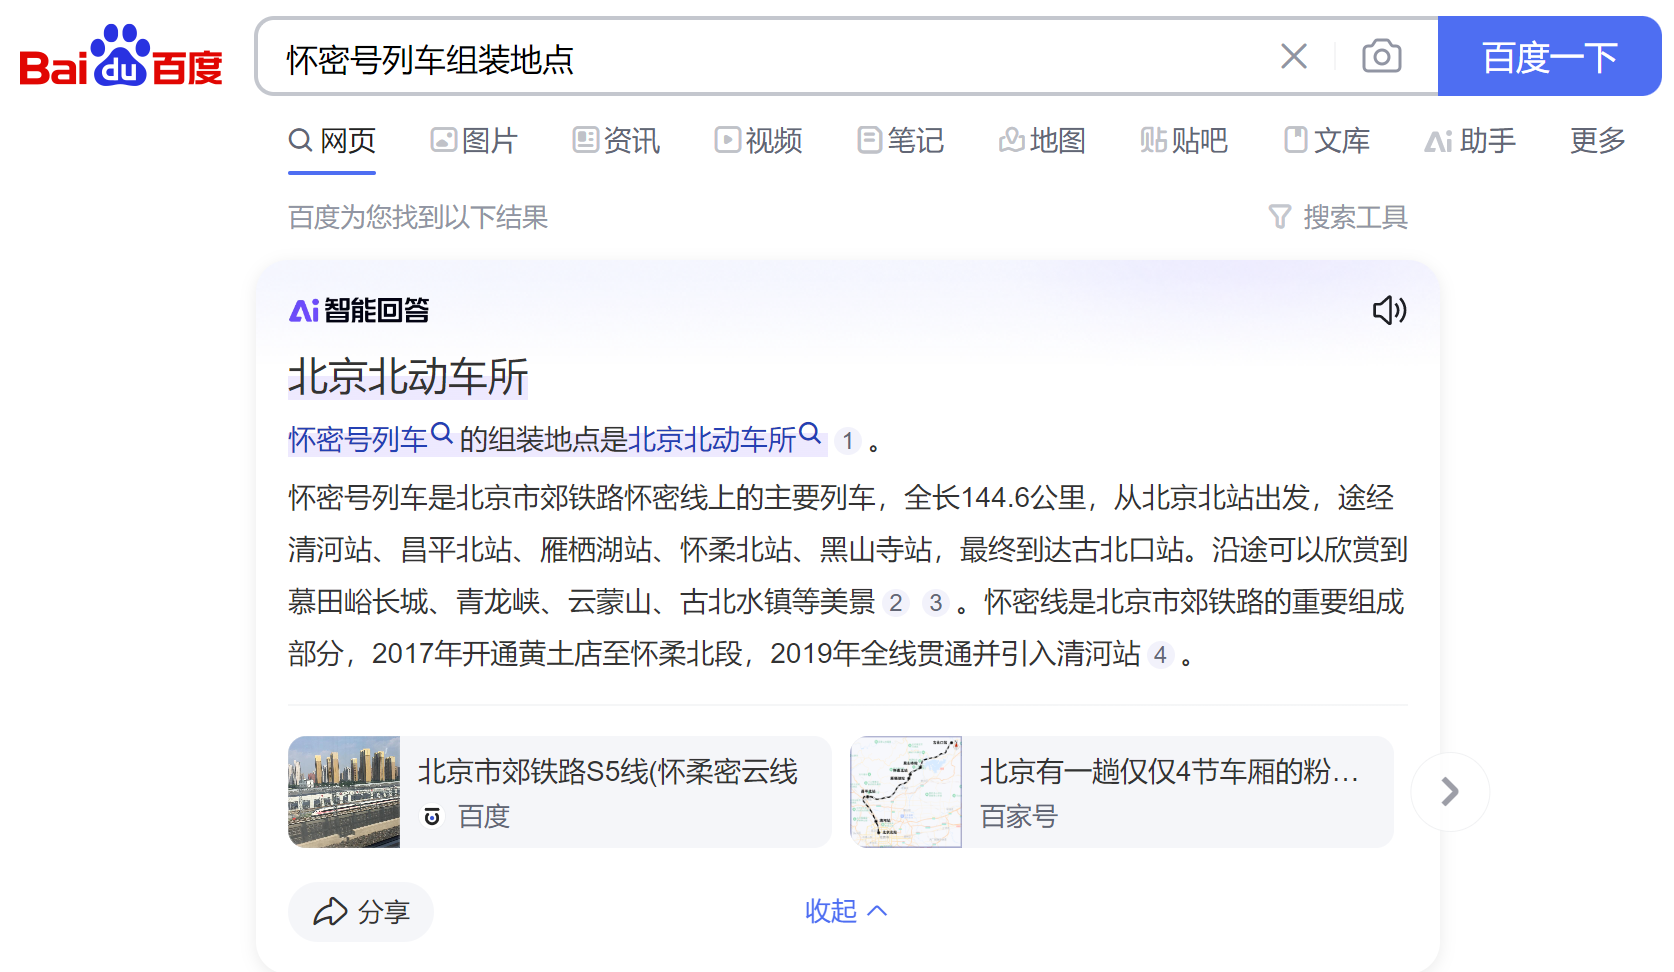 Bai du 百度
怀密号列车组装地点
百度一下
网页 图片 资讯 视频 笔记 地图 贴吧 文库 Ai助手 更多
百度为您找到以下结果
搜索工具
Ai智能回答
北京北动车所
怀密号列车的组装地点是北京北动车所 1 。
怀密号列车是北京市郊铁路怀密线上的主要列车，全长144.6公里，从北京北站出发，途经
清河站、昌平北站、雁栖湖站、怀柔北站、黑山寺站，最终到达古北口站。沿途可以欣赏到
慕田峪长城、青龙峡、云蒙山、古北水镇等美景 2 3 。怀密线是北京市郊铁路的重要组成
部分，2017年开通黄土店至怀柔北段，2019年全线贯通并引入清河站 4 。
北京市郊铁路S5线(怀柔密云线
百度
北京有一趟仅仅4节车厢的粉...
百家号
分享
收起